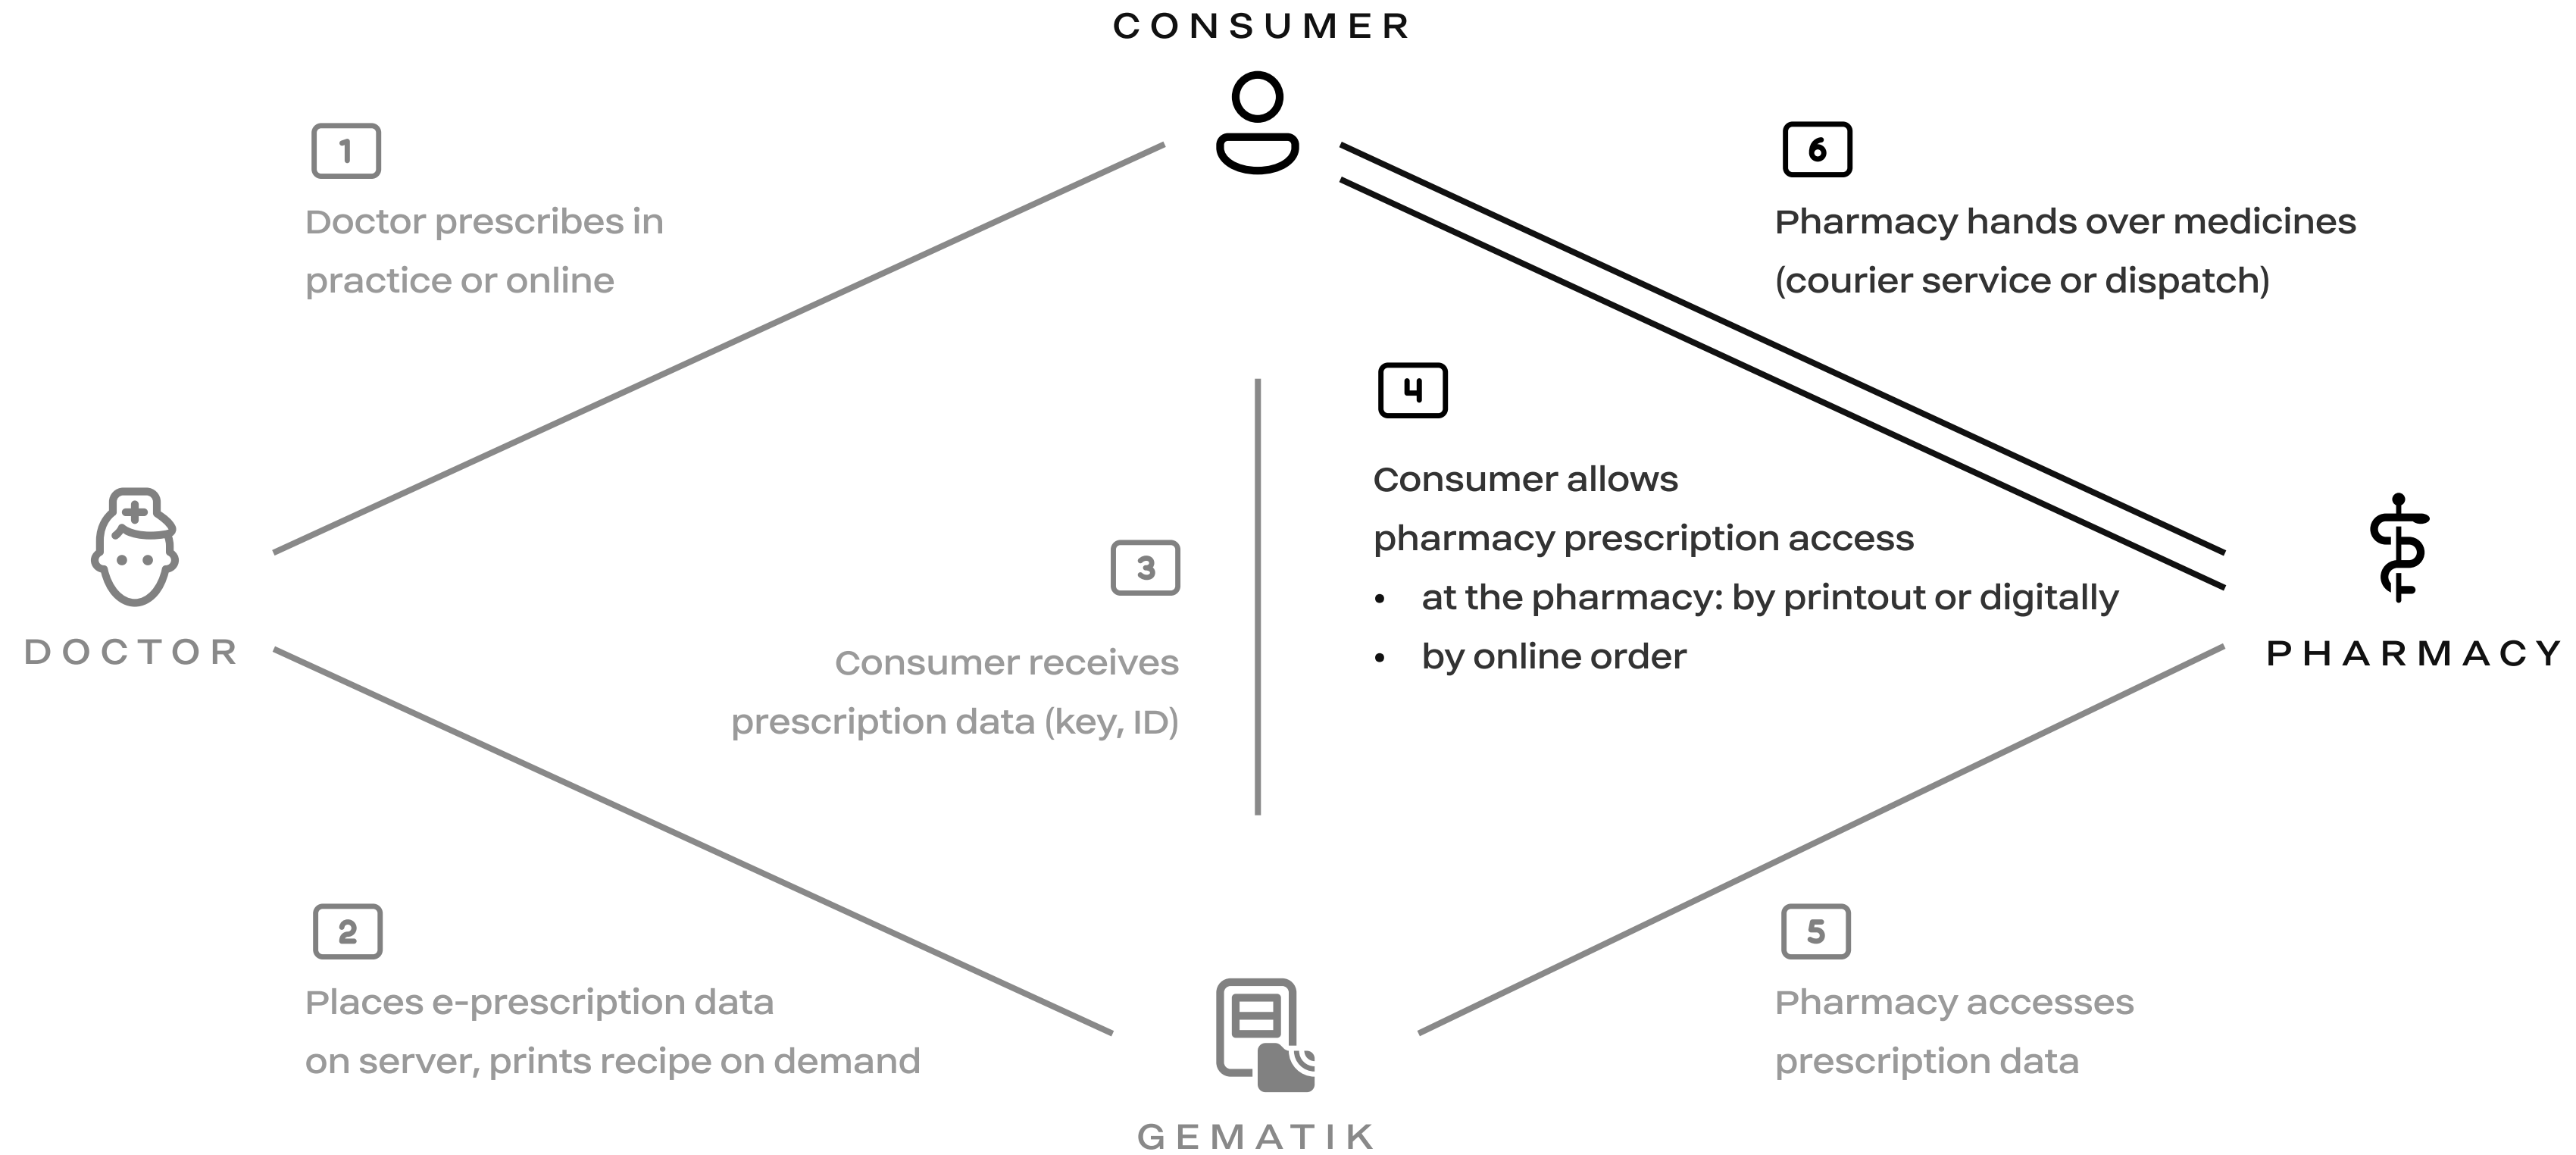 CONSUMER
1
Doctor prescribes in
practice or online
6
Pharmacy hands over medicines
(courier service or dispatch)
4
Consumer allows
pharmacy prescription access
• at the pharmacy: by printout or digitally
• by online order
3
Consumer receives
prescription data (key, ID)
DOCTOR
PHARMACY
2
Places e-prescription data
on server, prints recipe on demand
5
Pharmacy accesses
prescription data
GEMATIK